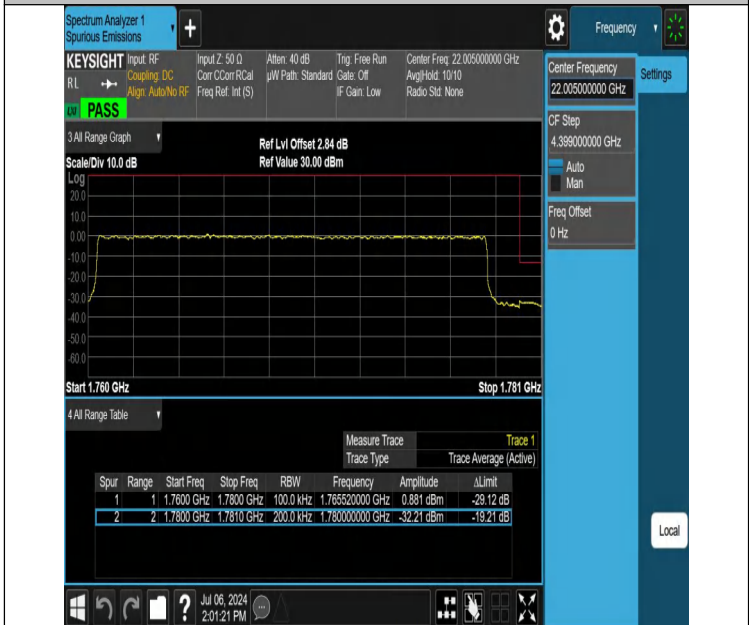 Spectrum Analyzer 1
Spurious Emissions
+
Frequency
KEYSIGHT
RL
Input: RF
Coupling: DC
Align: Auto/No RF
Input Z: 50 Ω
Corr CCorr RCal
Freq Ref: Int (S)
Atten: 40 dB
µW Path: Standard
Trig: Free Run
Gate: Off
IF Gain: Low
Center Freq: 22.005000000 GHz
Avg|Hold: 10/10
Radio Std: None
LXI
PASS
Center Frequency
22.005000000 GHz
Settings
CF Step
4.399000000 GHz
Auto
Man
Freq Offset
0 Hz
3 All Range Graph
Scale/Div 10.0 dB
Ref Lvl Offset 2.84 dB
Ref Value 30.00 dBm
Log
20.0
10.0
0.00
-10.0
-20.0
-30.0
-40.0
-50.0
-60.0
Start 1.760 GHz
Stop 1.781 GHz
4 All Range Table
Measure Trace Trace 1
Trace Type Trace Average (Active)
Spur Range Start Freq Stop Freq RBW Frequency Amplitude ΔLimit
1 1 1.7600 GHz 1.7800 GHz 100.0 kHz 1.765520000 GHz 0.881 dBm -29.12 dB
2 2 1.7800 GHz 1.7810 GHz 200.0 kHz 1.780000000 GHz -32.21 dBm -19.21 dB
Local
?
Jul 06, 2024
2:01:21 PM